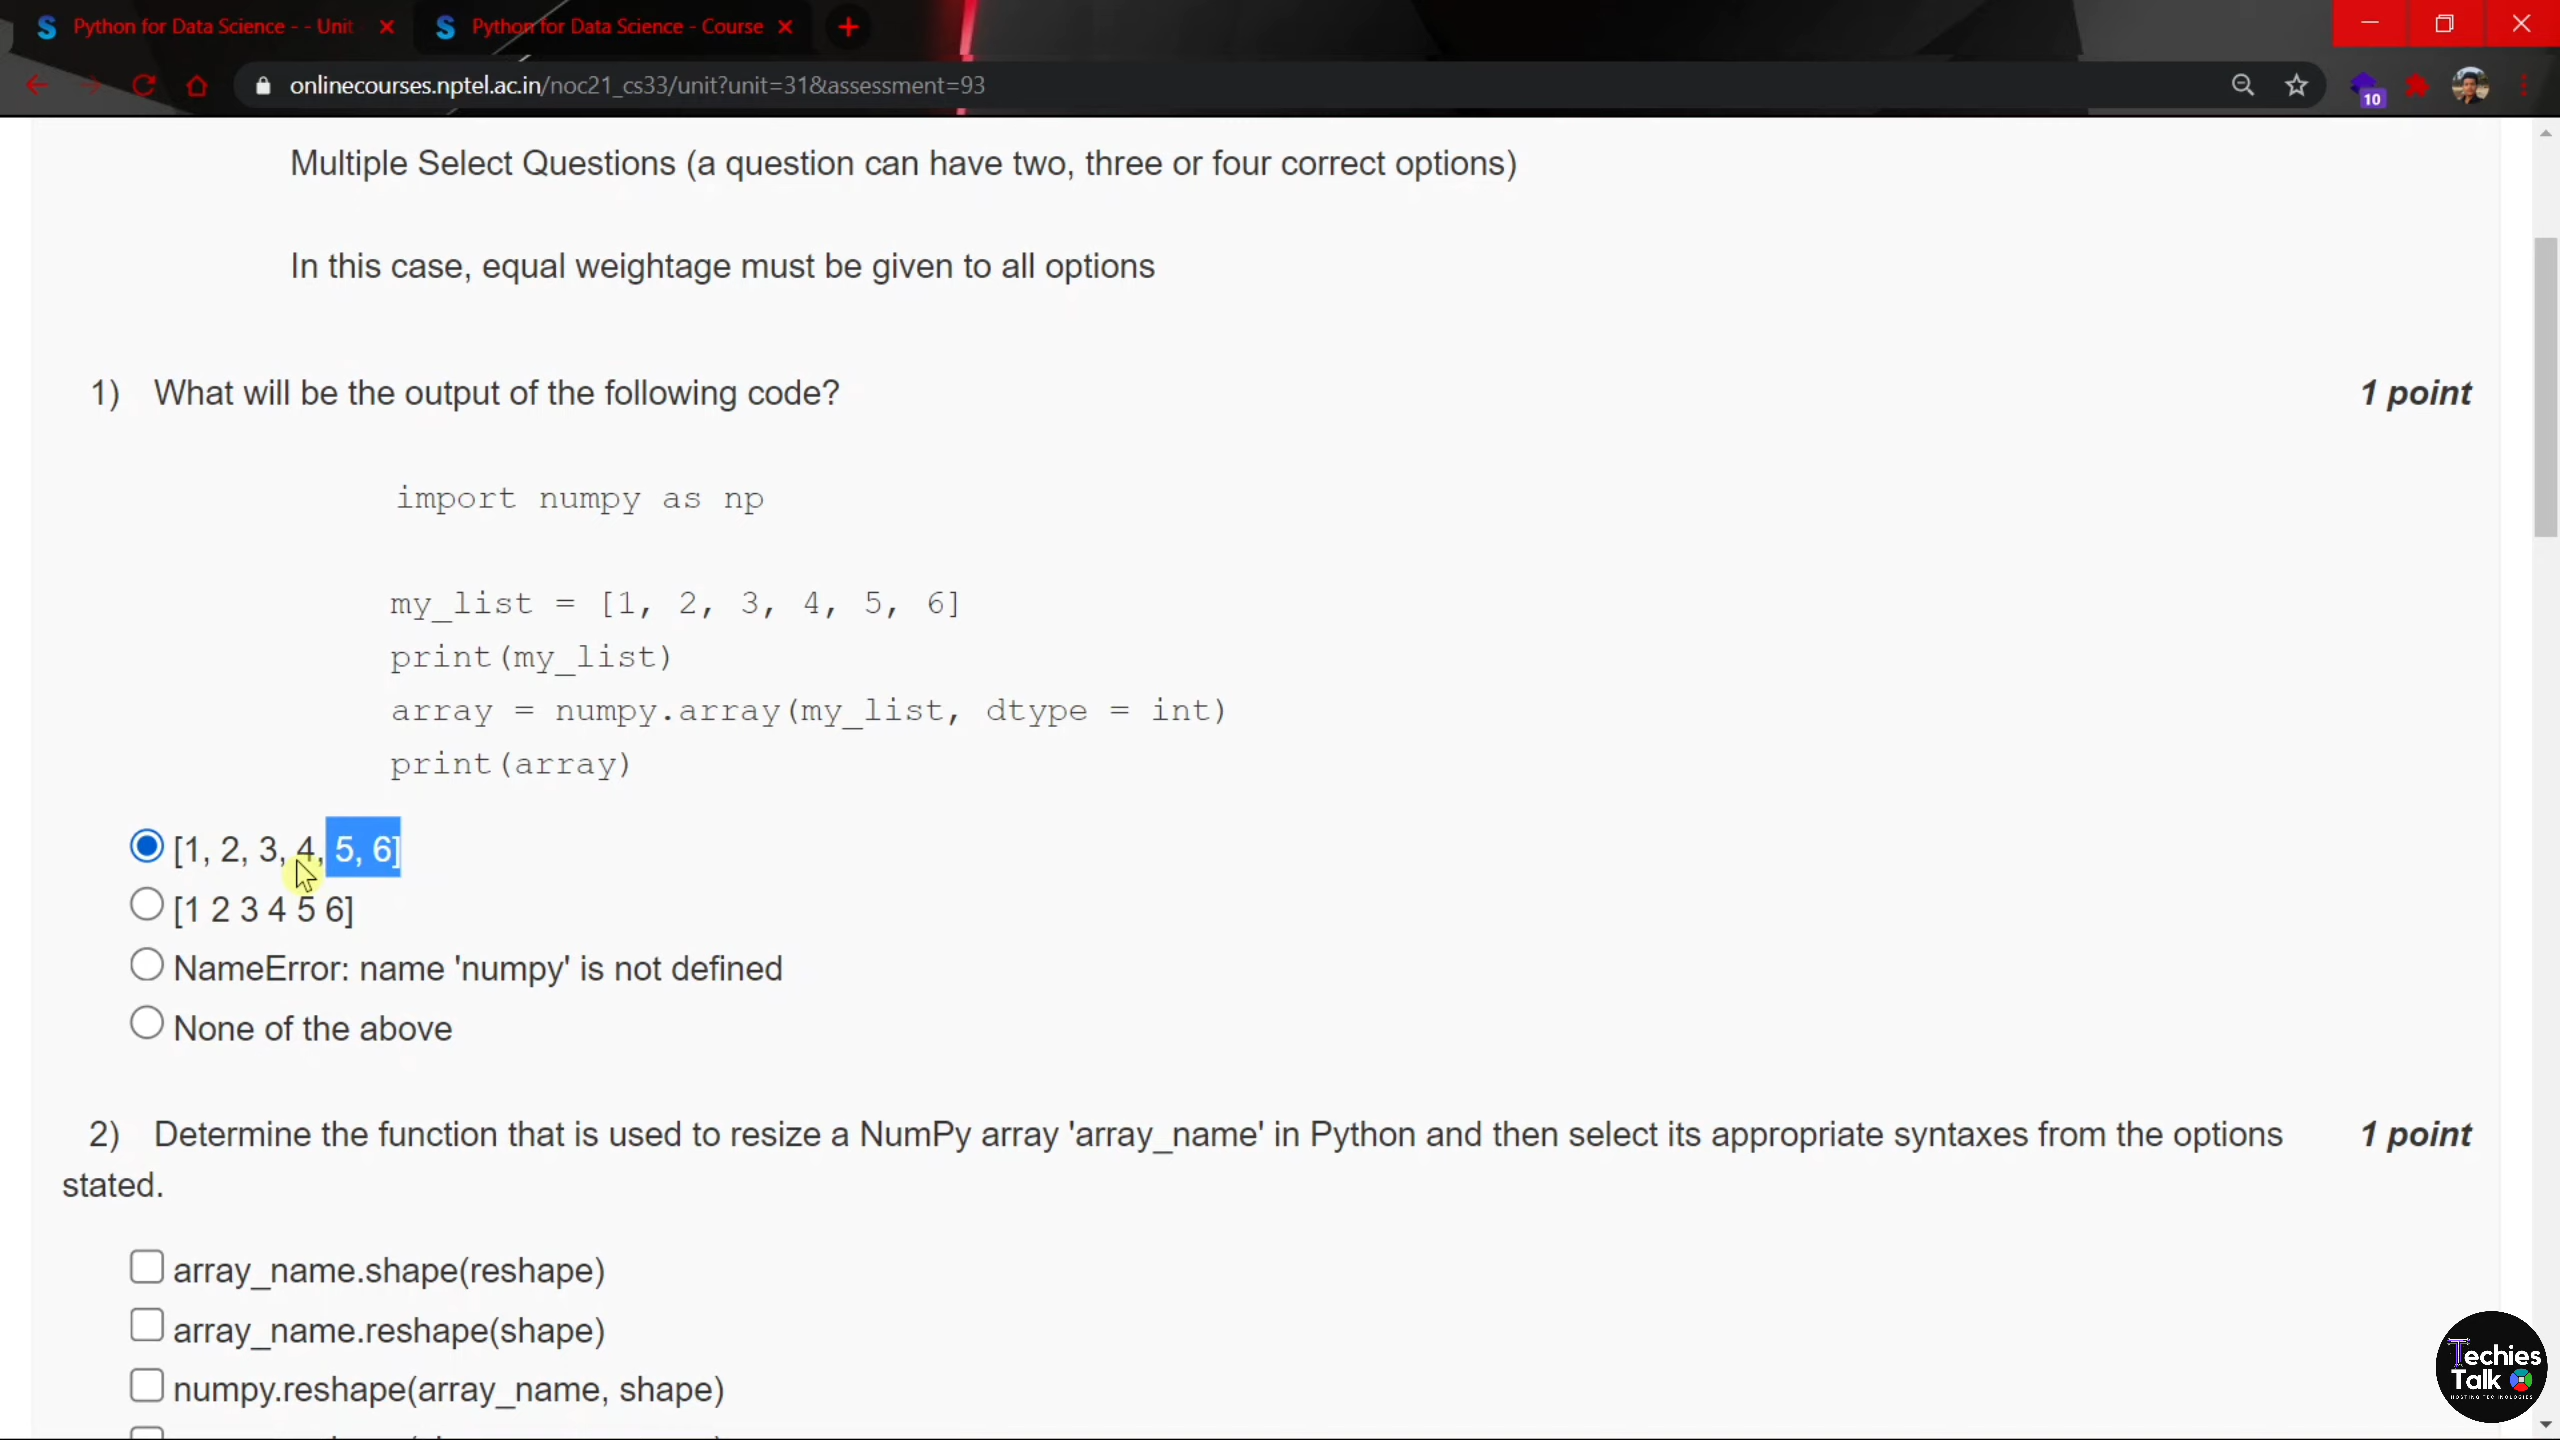 Python for Data Science - - Unit
Python for Data Science - Course
onlinecourses.nptel.ac.in/noc21_cs33/unit?unit=31&assessment=93
10
Multiple Select Questions (a question can have two, three or four correct options)
In this case, equal weightage must be given to all options
1) What will be the output of the following code? 1 point
import numpy as np
my_list = [1, 2, 3, 4, 5, 6]
print(my_list)
array = numpy.array(my_list, dtype = int)
print(array)
[1, 2, 3, 4, 5, 6]
[1 2 3 4 5 6]
NameError: name 'numpy' is not defined
None of the above
2) Determine the function that is used to resize a NumPy array 'array_name' in Python and then select its appropriate syntaxes from the options 1 point
stated.
array_name.shape(reshape)
array_name.reshape(shape)
numpy.reshape(array_name, shape)
Techies
Talk
HOSTING TECHNOLOGIES